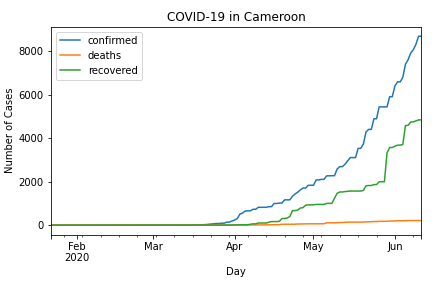 COVID-19 in Cameroon
confirmed
deaths
recovered
Number of Cases
8000
6000
4000
2000
0
Feb
2020
Mar
Apr
May
Jun
Day